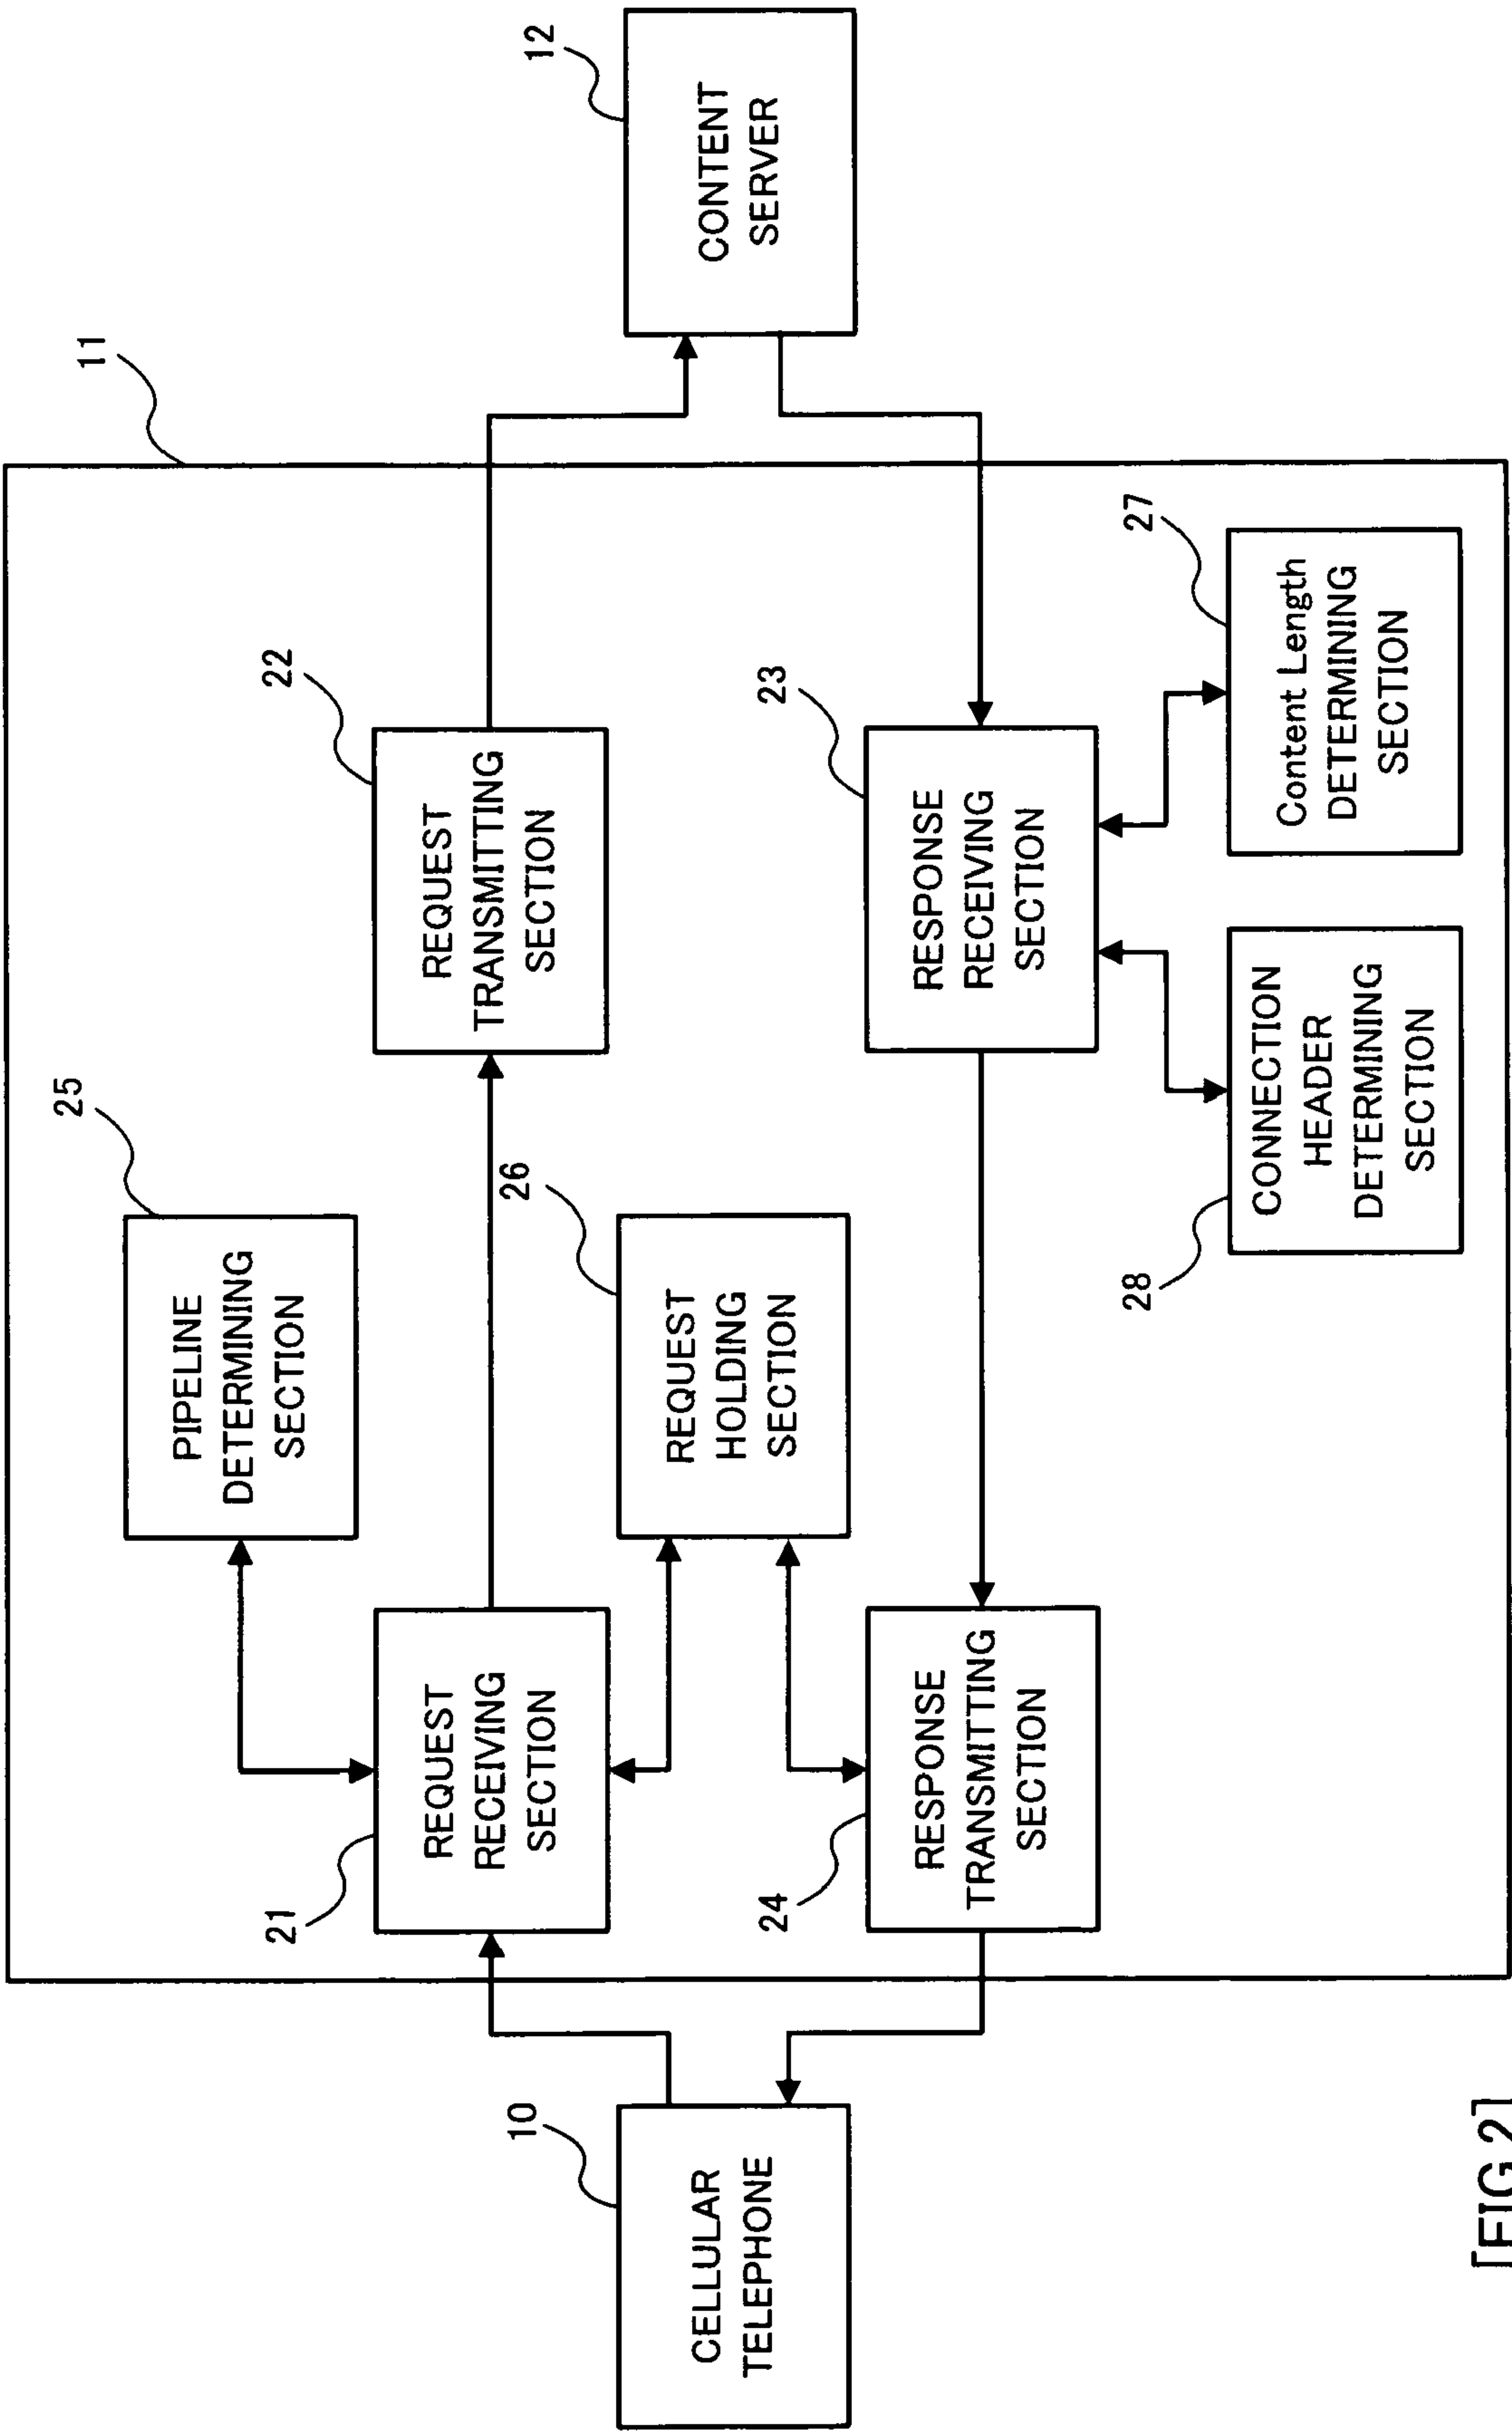 11
25
PIPELINE
DETERMINING
SECTION
22
REQUEST
TRANSMITTING
SECTION
21
REQUEST
RECEIVING
SECTION
26
REQUEST
HOLDING
SECTION
10
CELLULAR
TELEPHONE
12
CONTENT
SERVER
24
RESPONSE
TRANSMITTING
SECTION
23
RESPONSE
RECEIVING
SECTION
28
CONNECTION
HEADER
DETERMINING
SECTION
27
Content Length
DETERMINING
SECTION
[FIG.2]